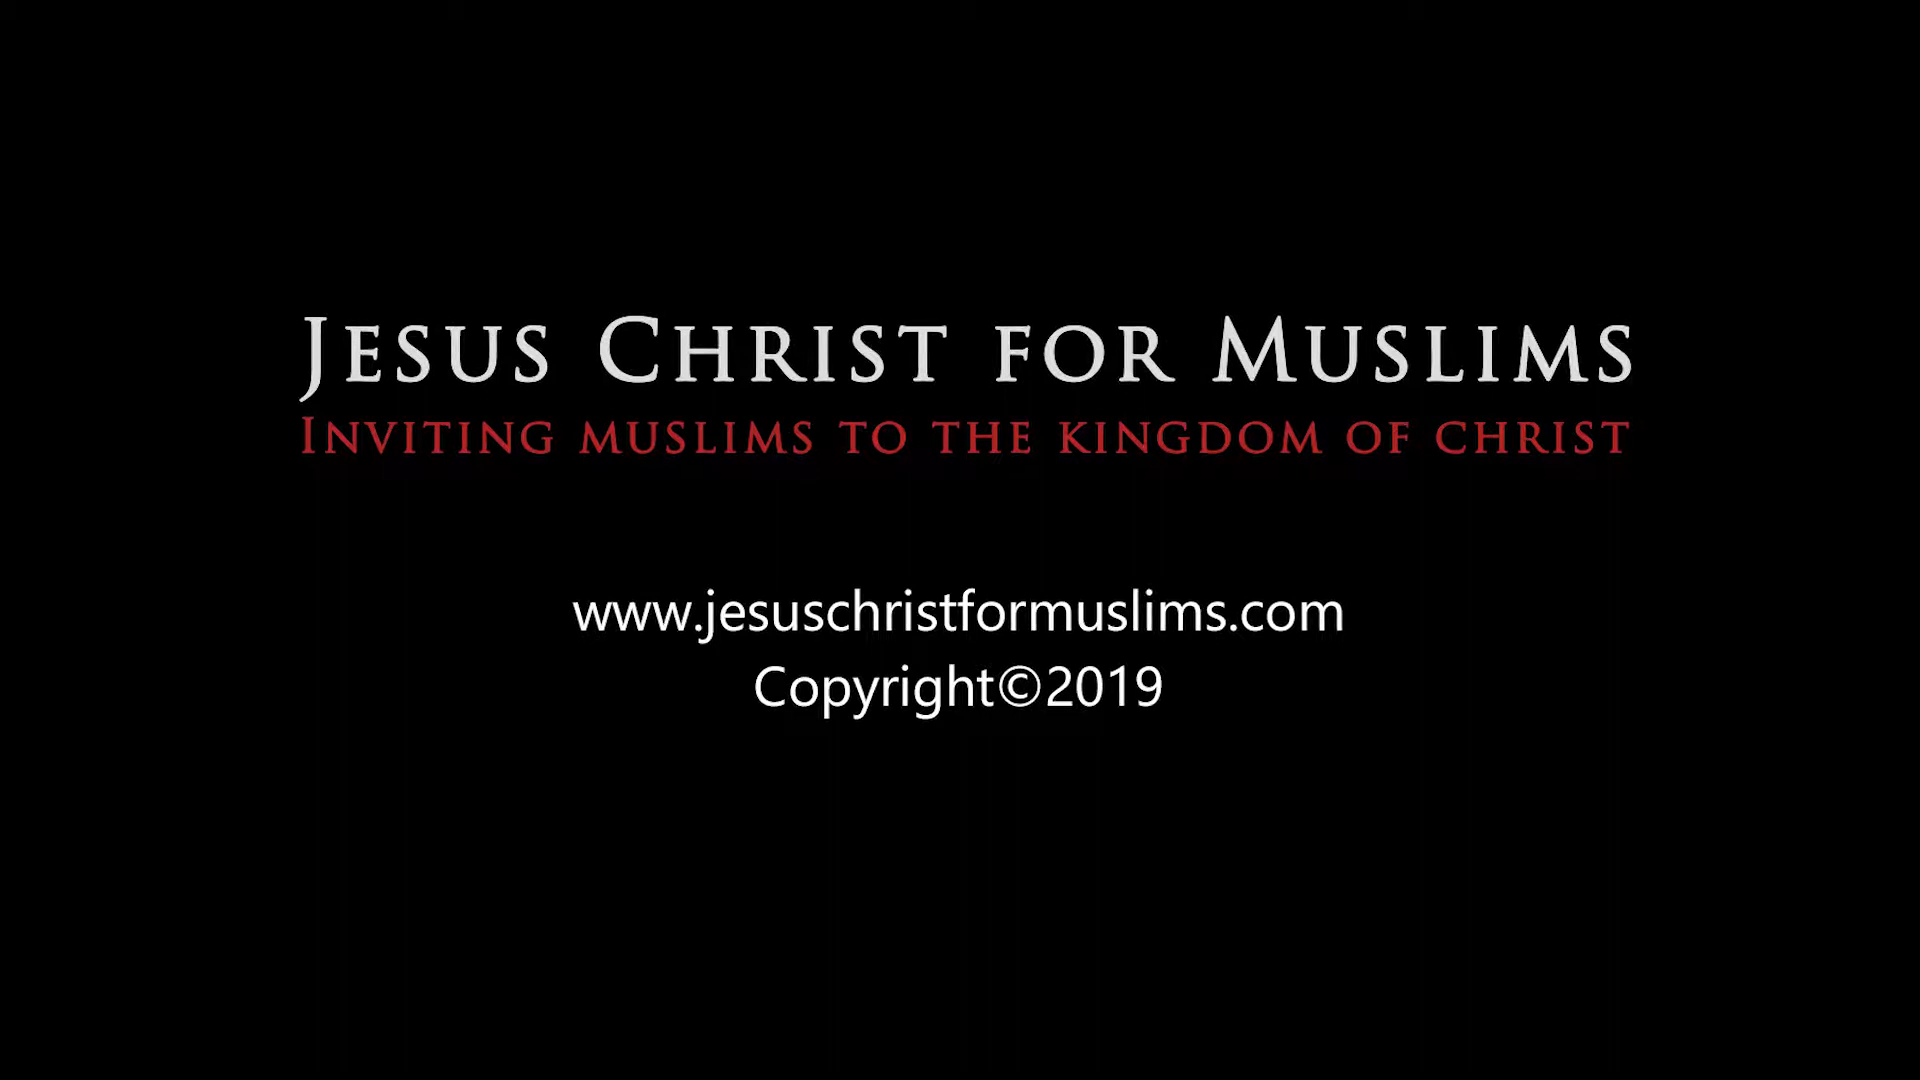 Jesus Christ for Muslims
Inviting muslims to the kingdom of christ
www.jesuschristformuslims.com
Copyright©2019